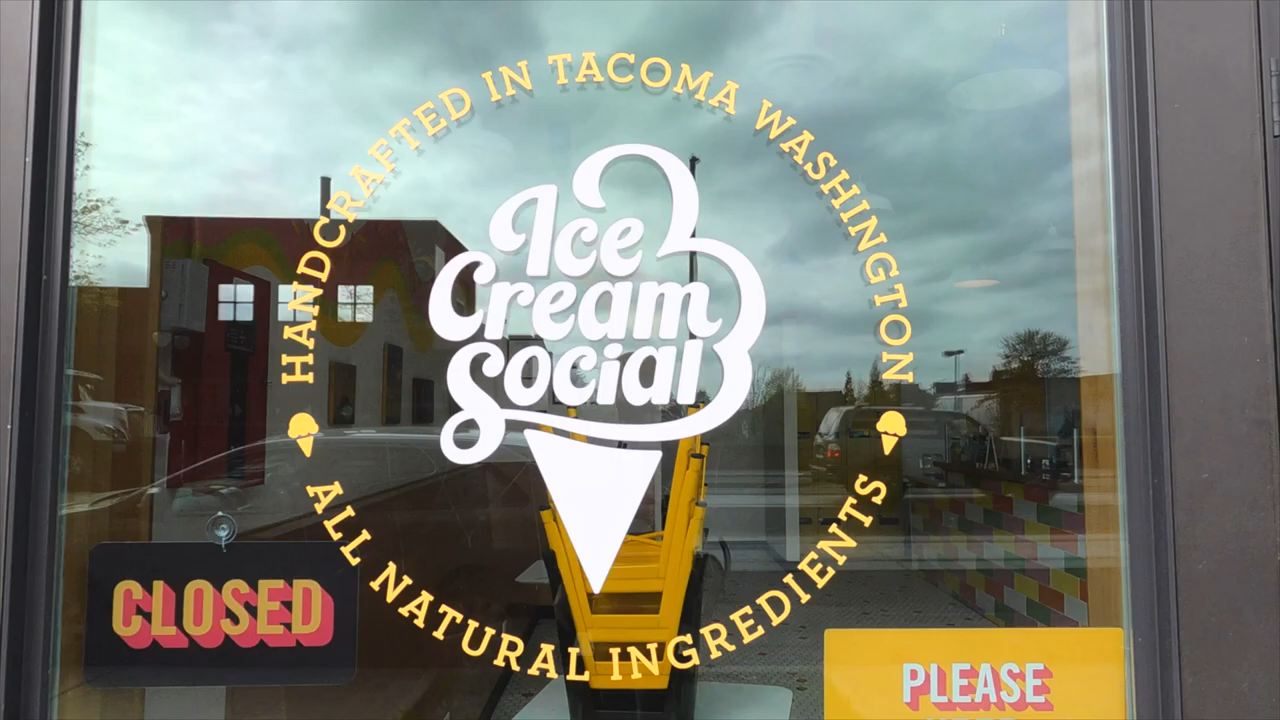 HANDCRAFTED IN TACOMA WASHINGTON
Ice
Cream
Social
ALL NATURAL INGREDIENTS
CLOSED
PLEASE